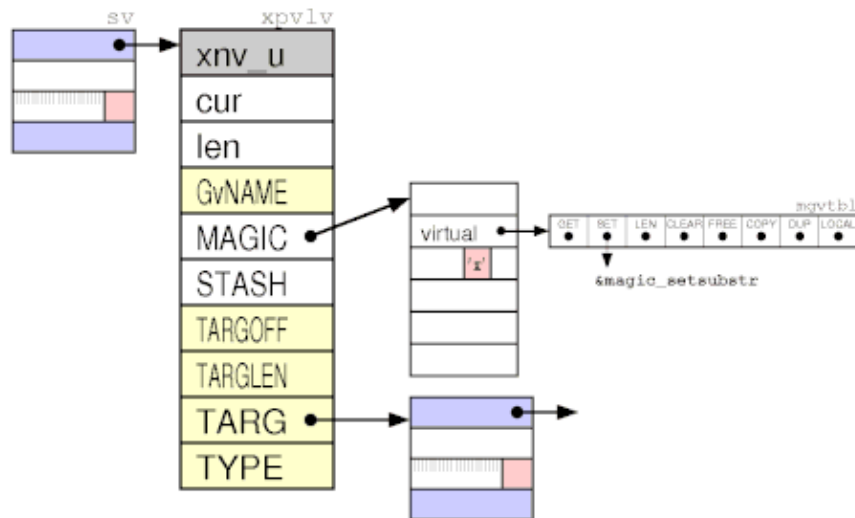 sv
xpvlv
xnv_u
cur
len
GvNAME
MAGIC
STASH
TARGOFF
TARGLEN
TARG
TYPE
virtual
'x'
mgvtbl
GET SET LEN CLEAR FREE COPY DUP LOCAL
&magic_setsubstr